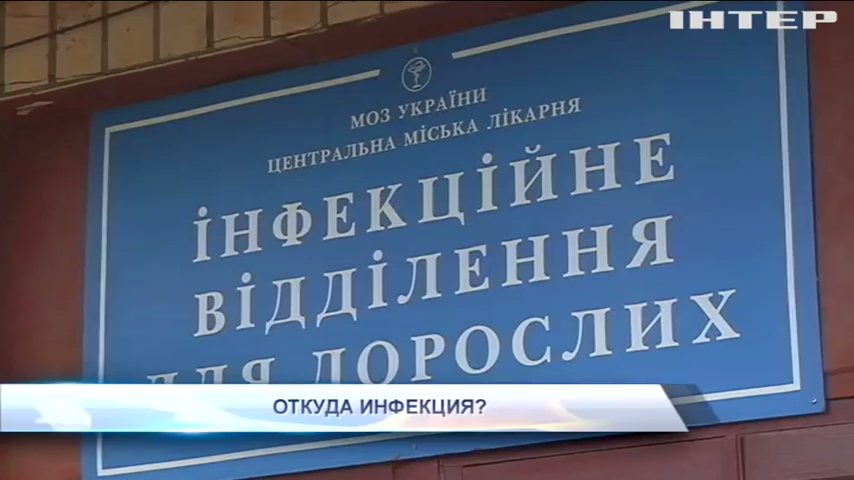 ІНТЕР
МОЗ УКРАЇНИ
ЦЕНТРАЛЬНА МІСЬКА ЛІКАРНЯ
ІНФЕКЦІЙНЕ
ВІДДІЛЕННЯ
ДЛЯ ДОРОСЛИХ
ОТКУДА ИНФЕКЦИЯ?